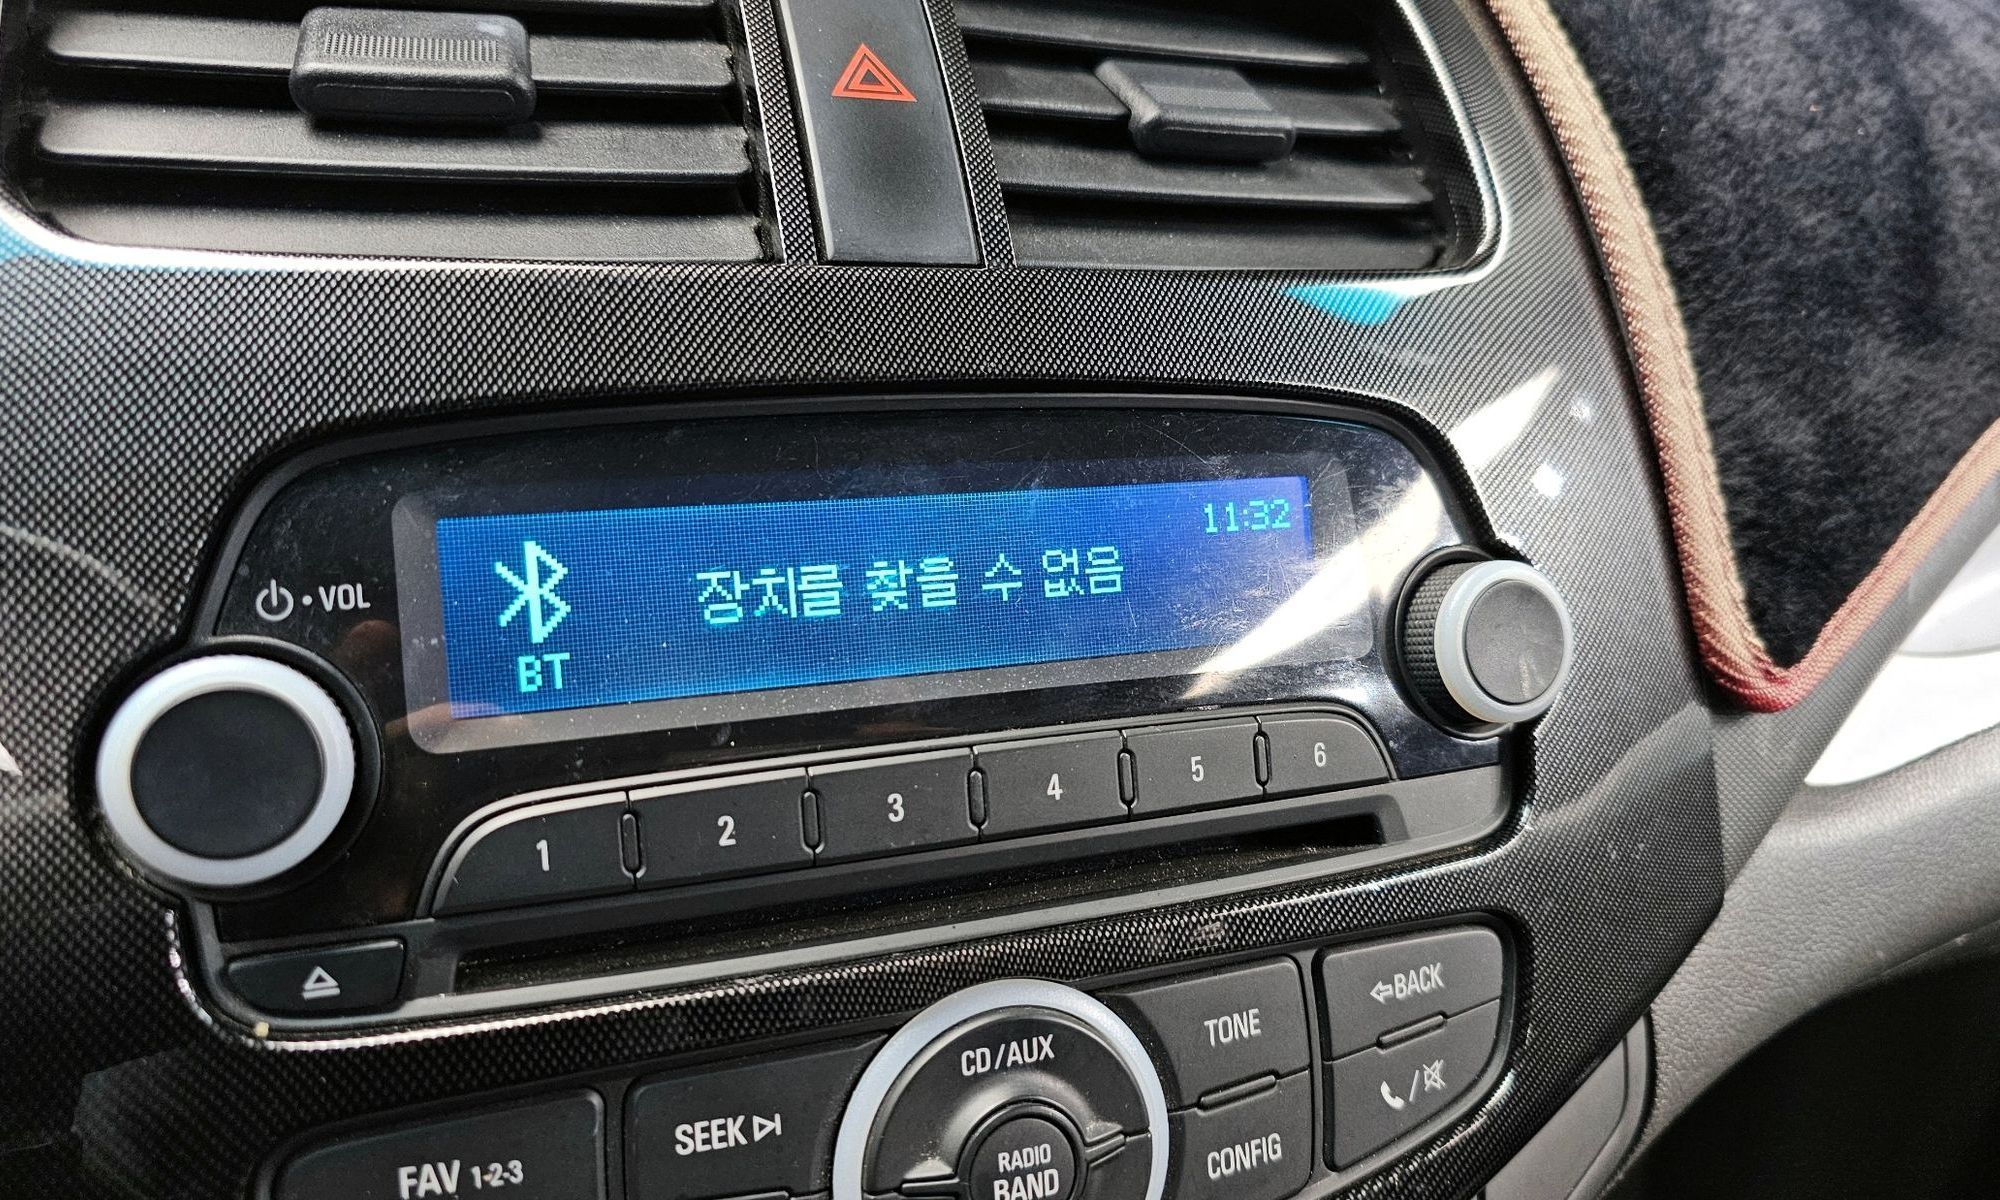 11:32
장치를 찾을 수 없음
BT
VOL
1 2 3 4 5 6
BACK
TONE
CD/AUX
SEEK
CONFIG
RADIO
BAND
FAV 1-2-3